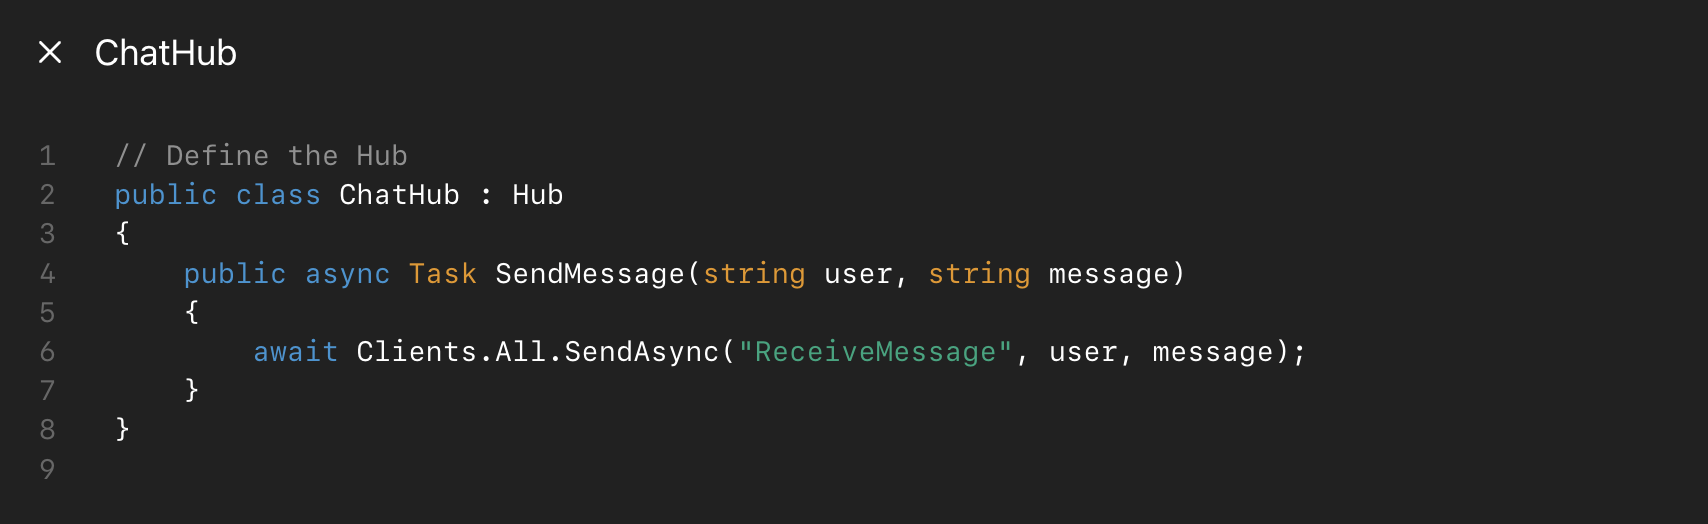 ChatHub
1 // Define the Hub
2 public class ChatHub : Hub
3 {
4     public async Task SendMessage(string user, string message)
5     {
6         await Clients.All.SendAsync("ReceiveMessage", user, message);
7     }
8 }
9